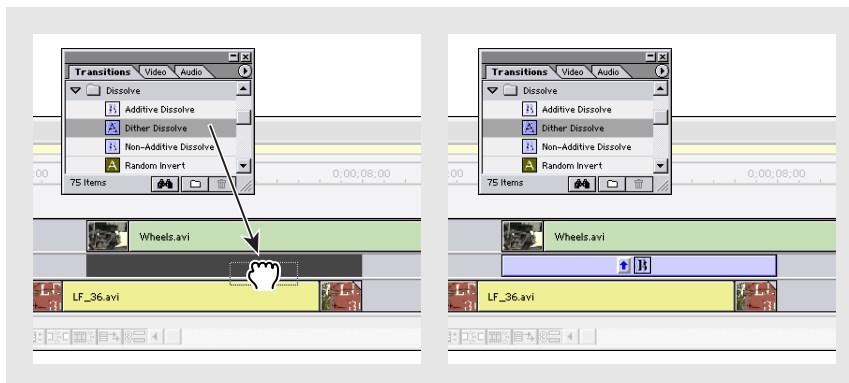 Transitions Video Audio
Dissolve
Additive Dissolve
Dither Dissolve
Non-Additive Dissolve
Random Invert
75 Items
:00
0;00;08;00
Wheels.avi
LF_36.avi
Transitions Video Audio
Dissolve
Additive Dissolve
Dither Dissolve
Non-Additive Dissolve
Random Invert
75 Items
:00
0;00;08;00
Wheels.avi
LF_36.avi